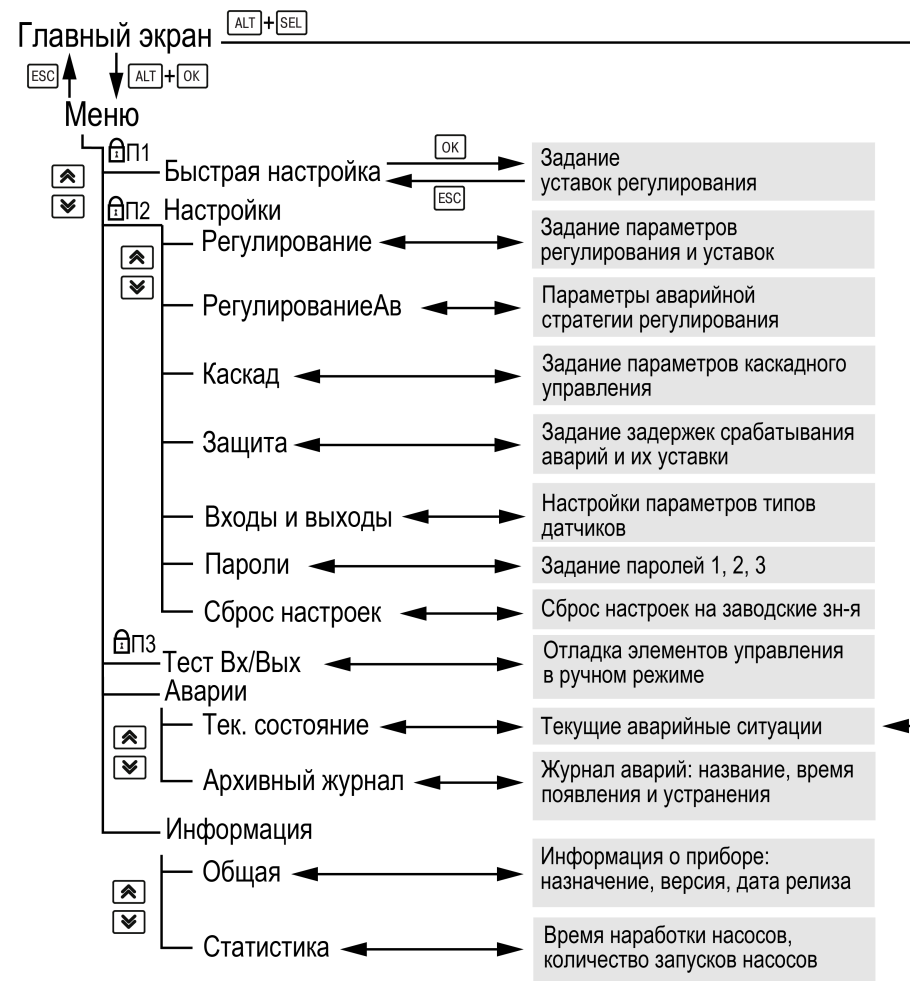 Главный экран ALT+SEL
ESC ALT+OK
Меню
П1
Быстрая настройка OK ESC Задание
уставок регулирования
П2 Настройки
Регулирование Задание параметров
регулирования и уставок
РегулированиеАв Параметры аварийной
стратегии регулирования
Каскад Задание параметров каскадного
управления
Защита Задание задержек срабатывания
аварий и их уставки
Входы и выходы Настройки параметров типов
датчиков
Пароли Задание паролей 1, 2, 3
Сброс настроек Сброс настроек на заводские зн-я
П3
Тест Вх/Вых Отладка элементов управления
в ручном режиме
Аварии
Тек. состояние Текущие аварийные ситуации
Архивный журнал Журнал аварий: название, время
появления и устранения
Информация
Общая Информация о приборе:
назначение, версия, дата релиза
Статистика Время наработки насосов,
количество запусков насосов